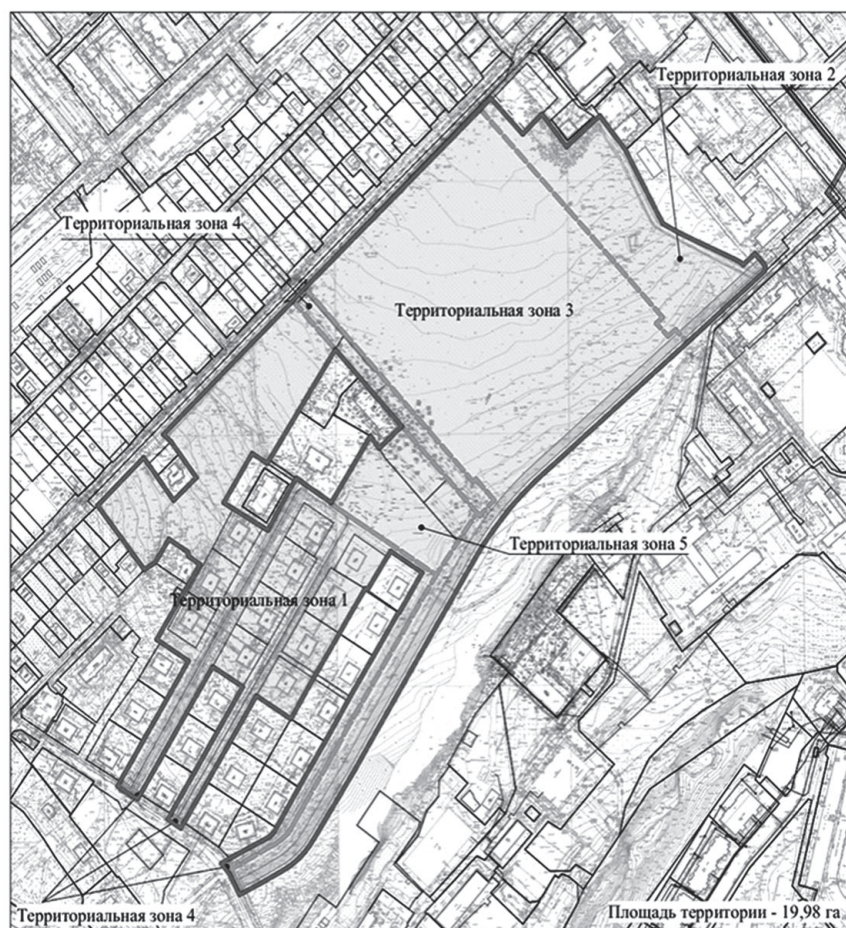 Территориальная зона 2
Территориальная зона 4
Территориальная зона 3
Территориальная зона 5
Территориальная зона 1
Территориальная зона 4
Площадь территории - 19,98 га